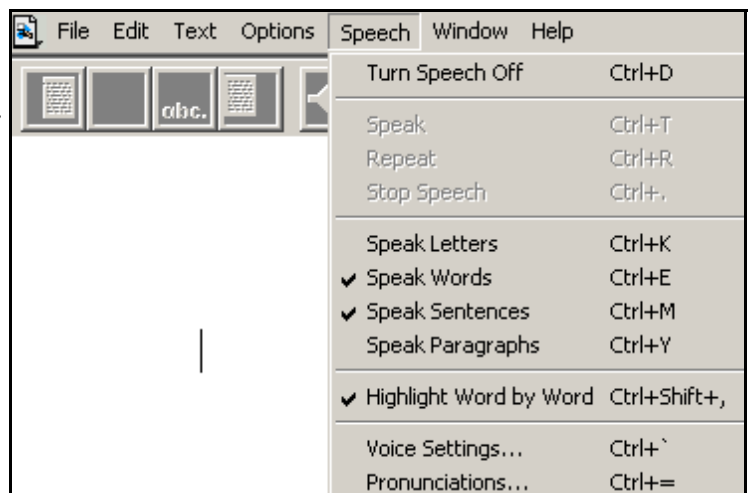 File Edit Text Options Speech Window Help
abc.
Turn Speech Off Ctrl+D
Speak Ctrl+T
Repeat Ctrl+R
Stop Speech Ctrl+.
Speak Letters Ctrl+K
✓ Speak Words Ctrl+E
✓ Speak Sentences Ctrl+M
Speak Paragraphs Ctrl+Y
✓ Highlight Word by Word Ctrl+Shift+,
Voice Settings... Ctrl+`
Pronunciations... Ctrl+=